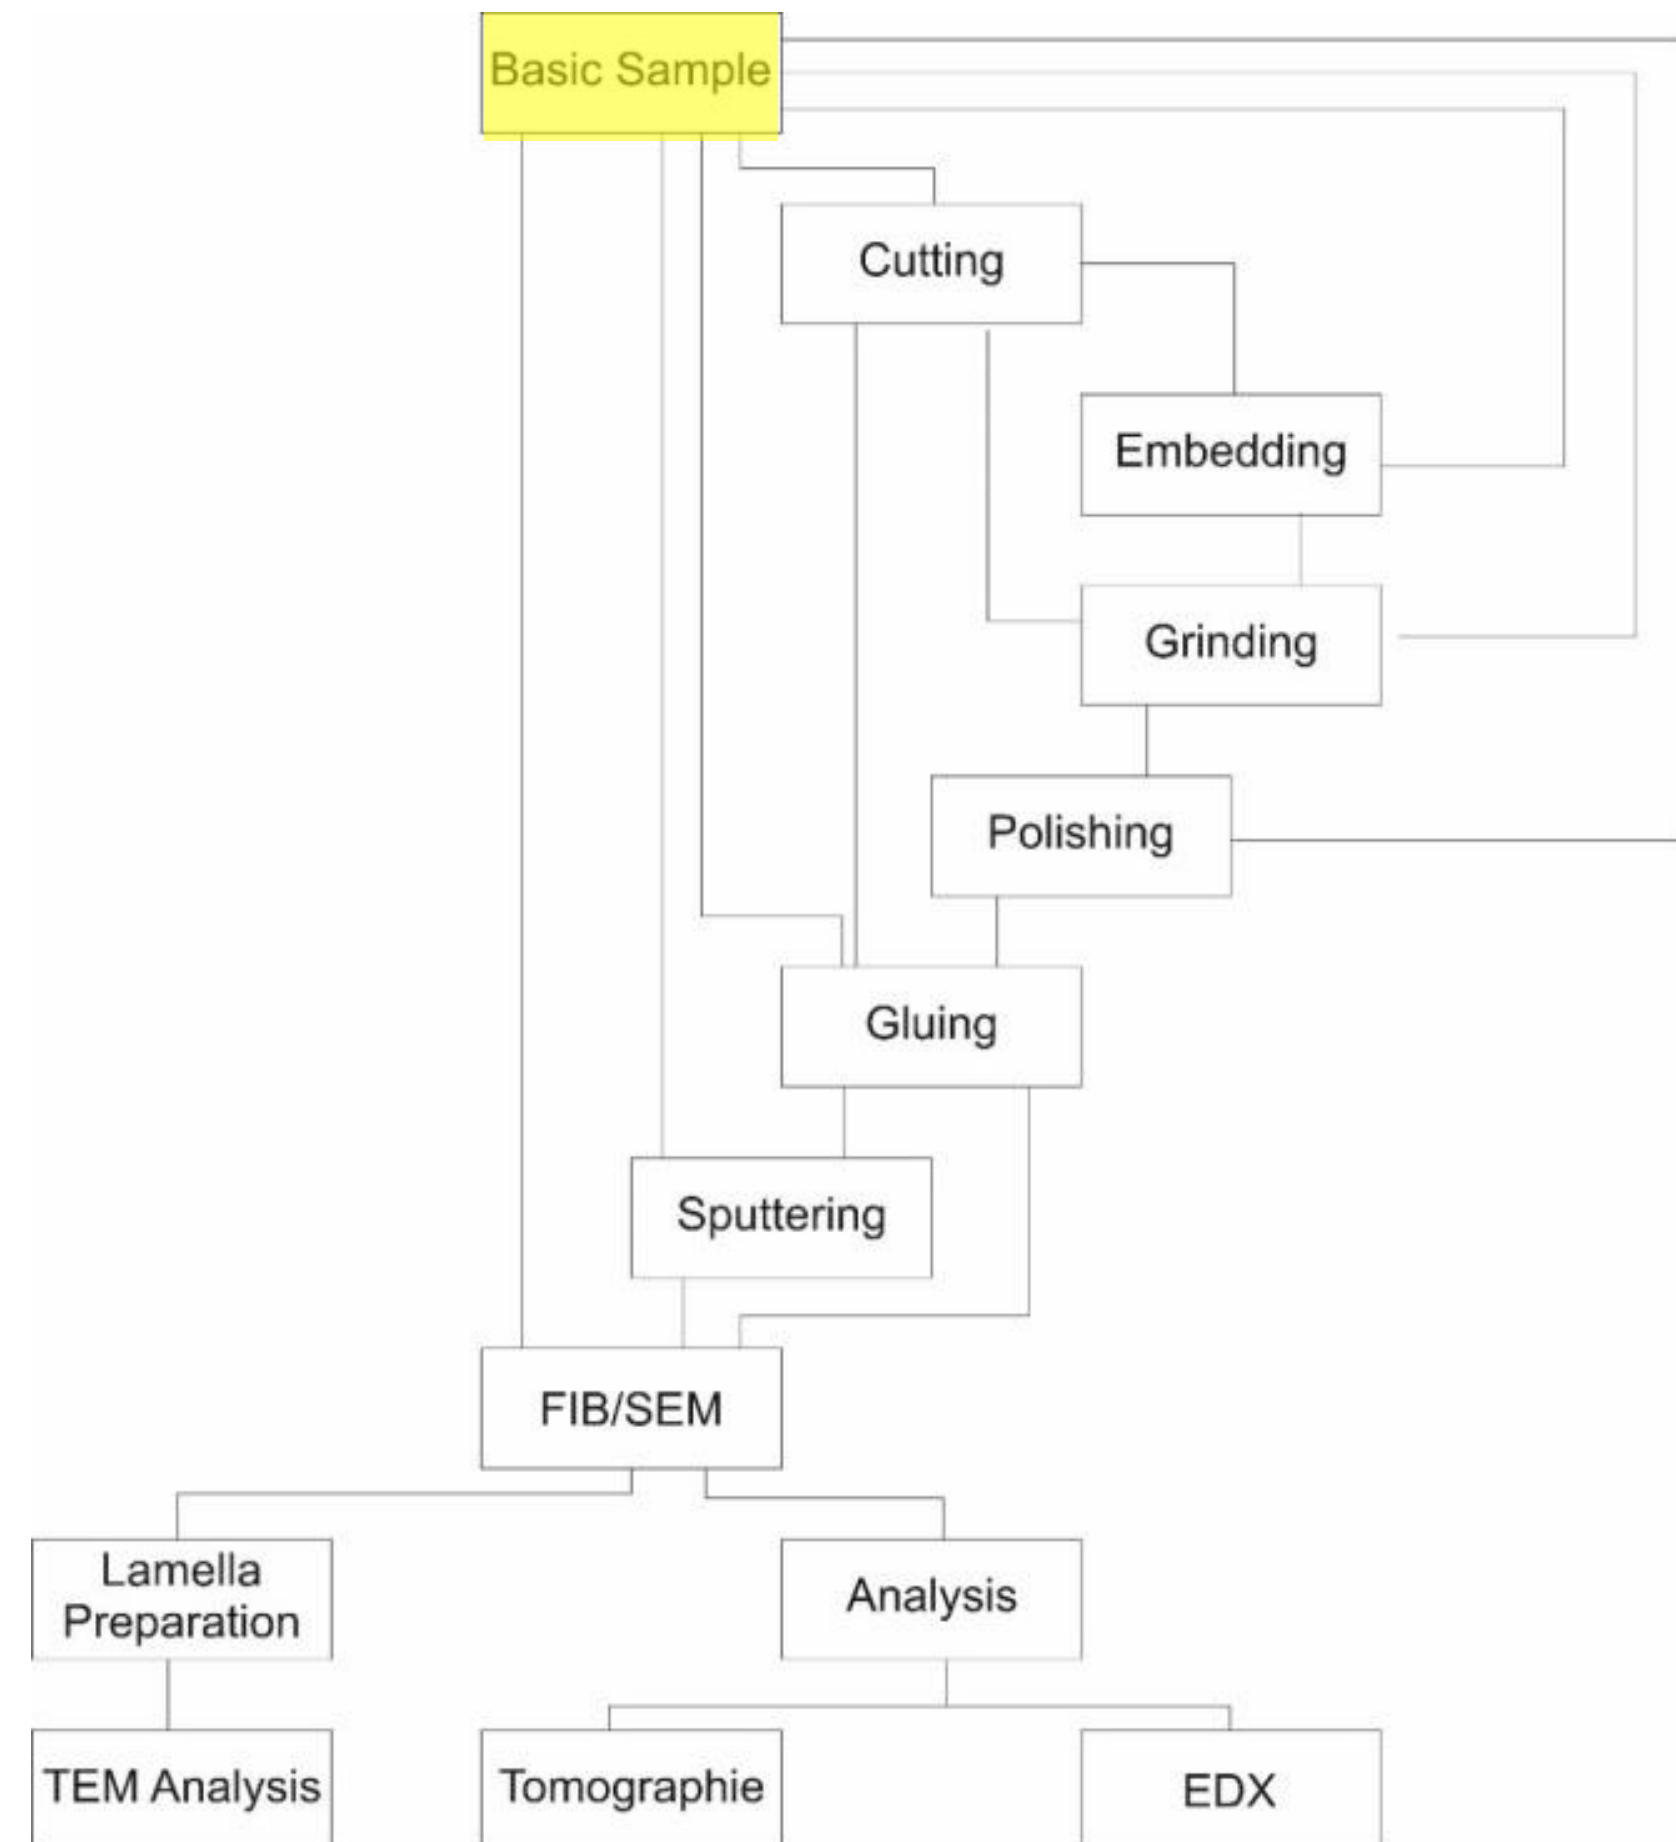 Basic Sample
Cutting
Embedding
Grinding
Polishing
Gluing
Sputtering
FIB/SEM
Lamella
Preparation
Analysis
TEM Analysis
Tomographie
EDX